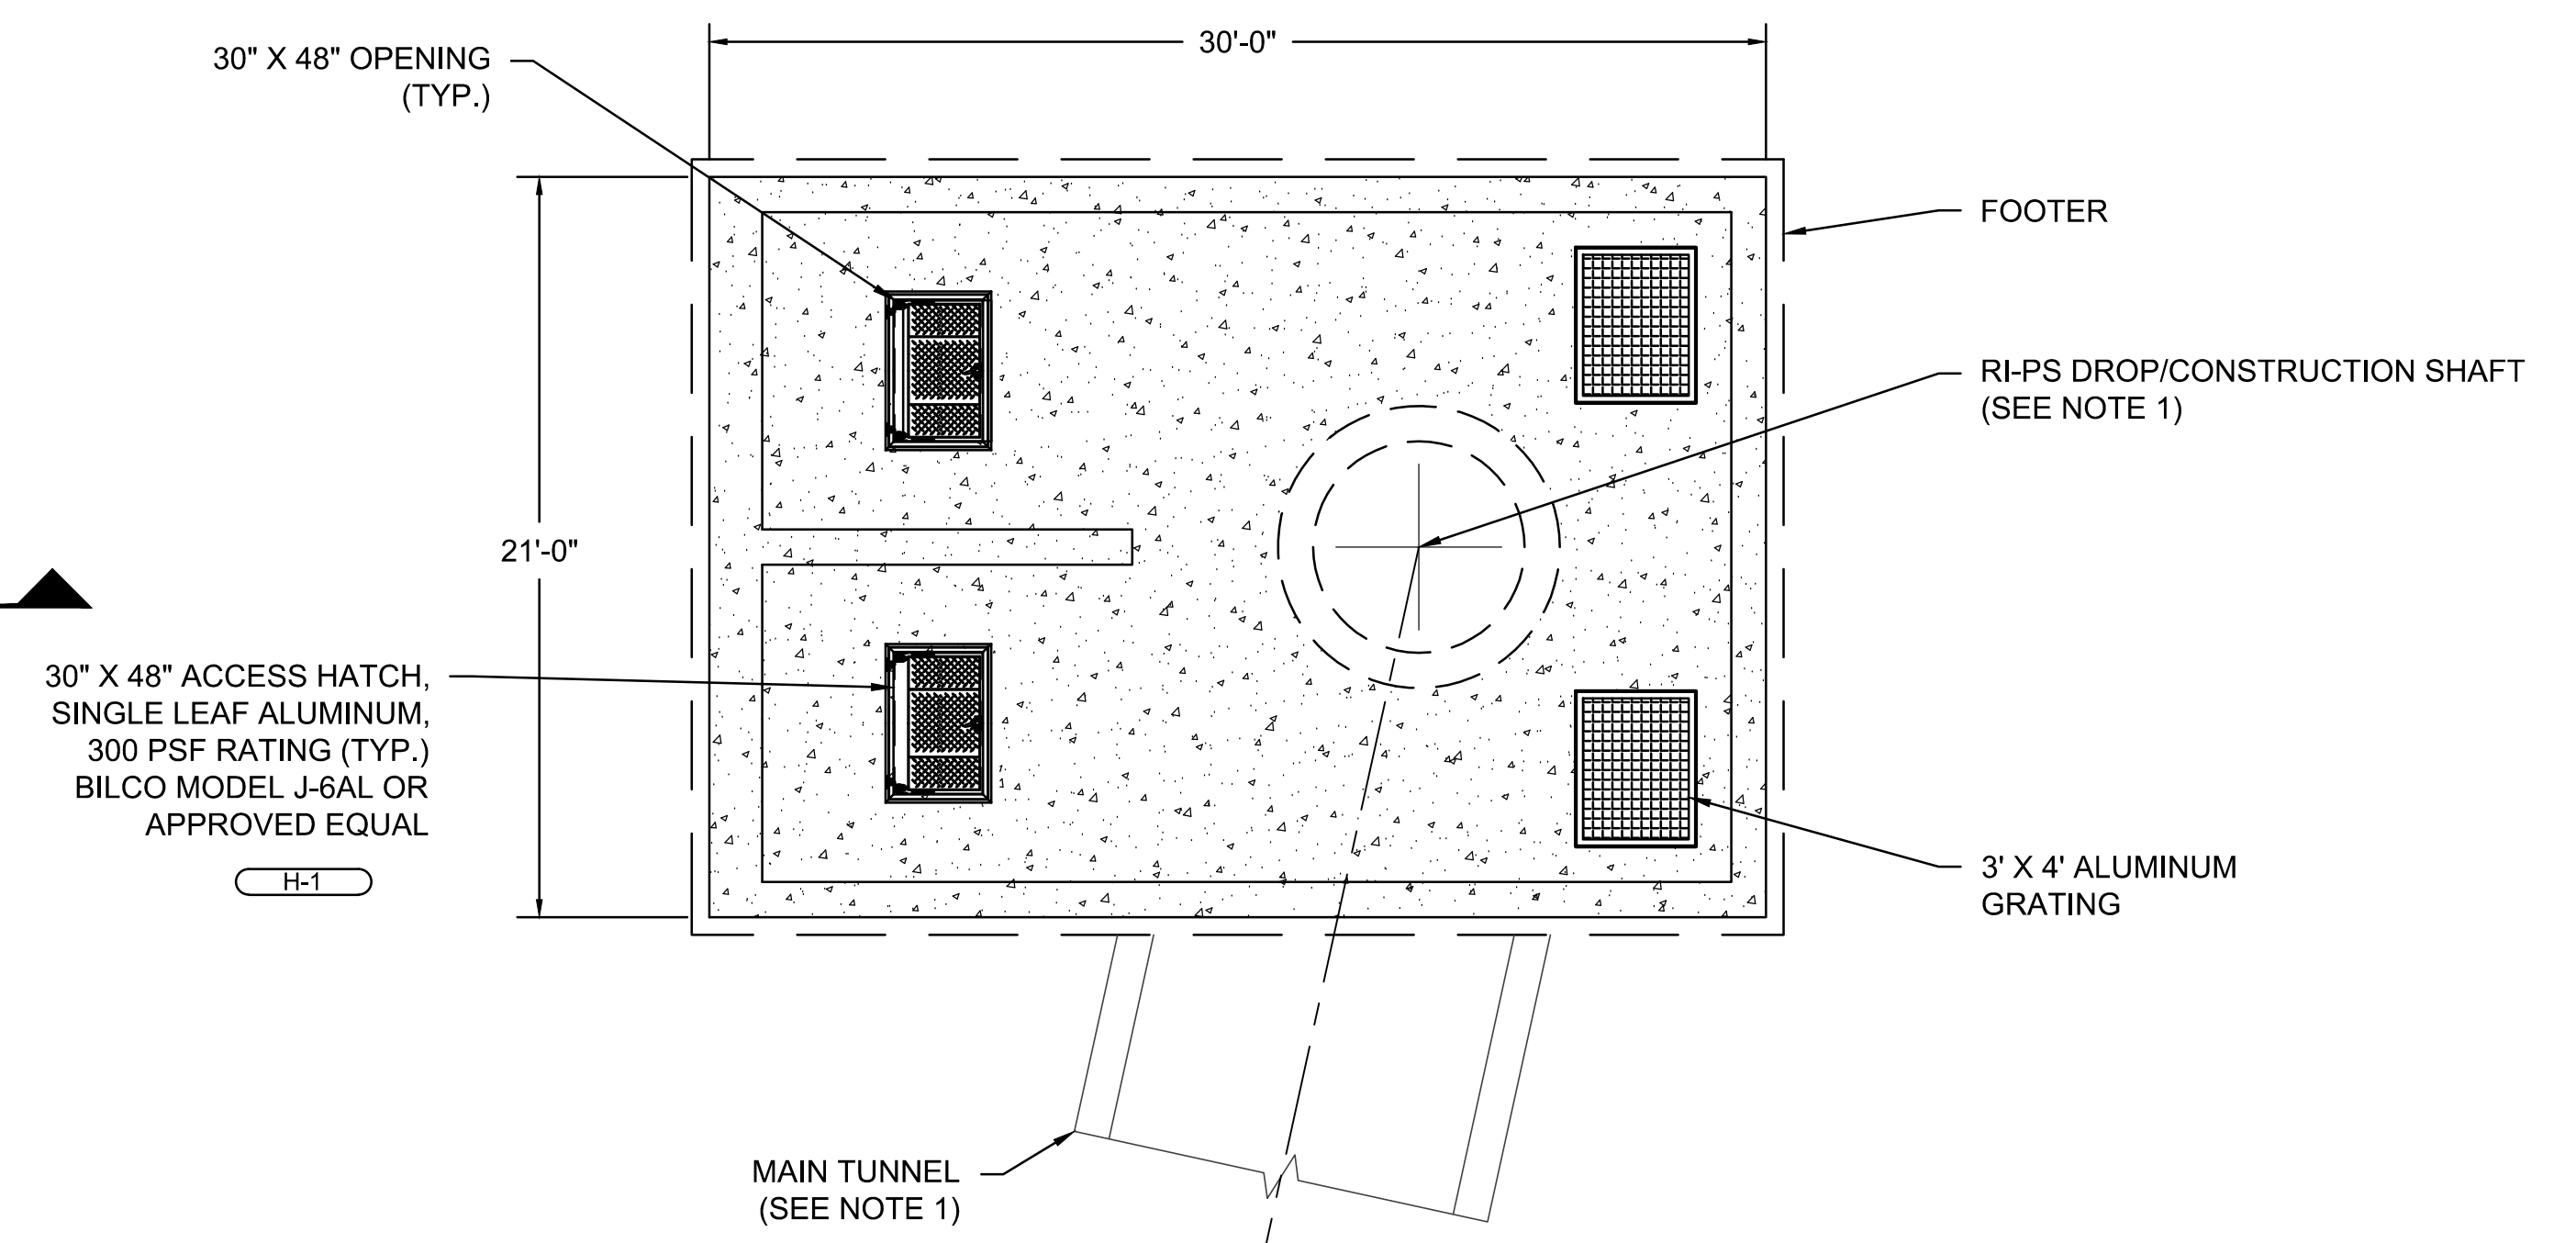 30'-0"
30" X 48" OPENING
(TYP.)
FOOTER
RI-PS DROP/CONSTRUCTION SHAFT
(SEE NOTE 1)
21'-0"
30" X 48" ACCESS HATCH,
SINGLE LEAF ALUMINUM,
300 PSF RATING (TYP.)
BILCO MODEL J-6AL OR
APPROVED EQUAL
H-1
3' X 4' ALUMINUM
GRATING
MAIN TUNNEL
(SEE NOTE 1)